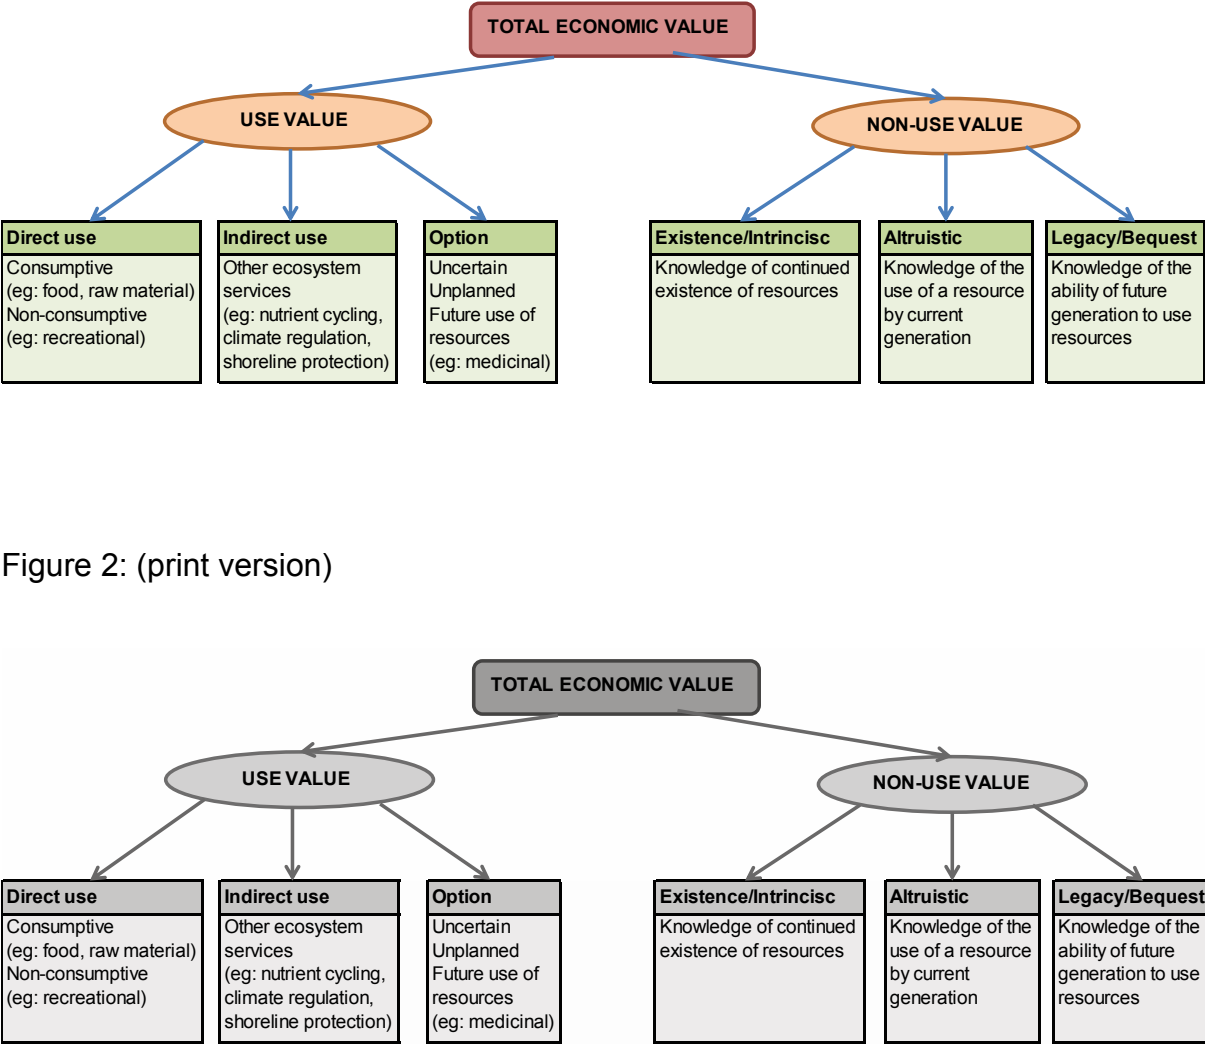 TOTAL ECONOMIC VALUE
USE VALUE
NON-USE VALUE
Direct use
Consumptive
(eg: food, raw material)
Non-consumptive
(eg: recreational)
Indirect use
Other ecosystem
services
(eg: nutrient cycling,
climate regulation,
shoreline protection)
Option
Uncertain
Unplanned
Future use of
resources
(eg: medicinal)
Existence/Intrincisc
Knowledge of continued
existence of resources
Altruistic
Knowledge of the
use of a resource
by current
generation
Legacy/Bequest
Knowledge of the
ability of future
generation to use
resources
Figure 2: (print version)
TOTAL ECONOMIC VALUE
USE VALUE
NON-USE VALUE
Direct use
Consumptive
(eg: food, raw material)
Non-consumptive
(eg: recreational)
Indirect use
Other ecosystem
services
(eg: nutrient cycling,
climate regulation,
shoreline protection)
Option
Uncertain
Unplanned
Future use of
resources
(eg: medicinal)
Existence/Intrincisc
Knowledge of continued
existence of resources
Altruistic
Knowledge of the
use of a resource
by current
generation
Legacy/Bequest
Knowledge of the
ability of future
generation to use
resources